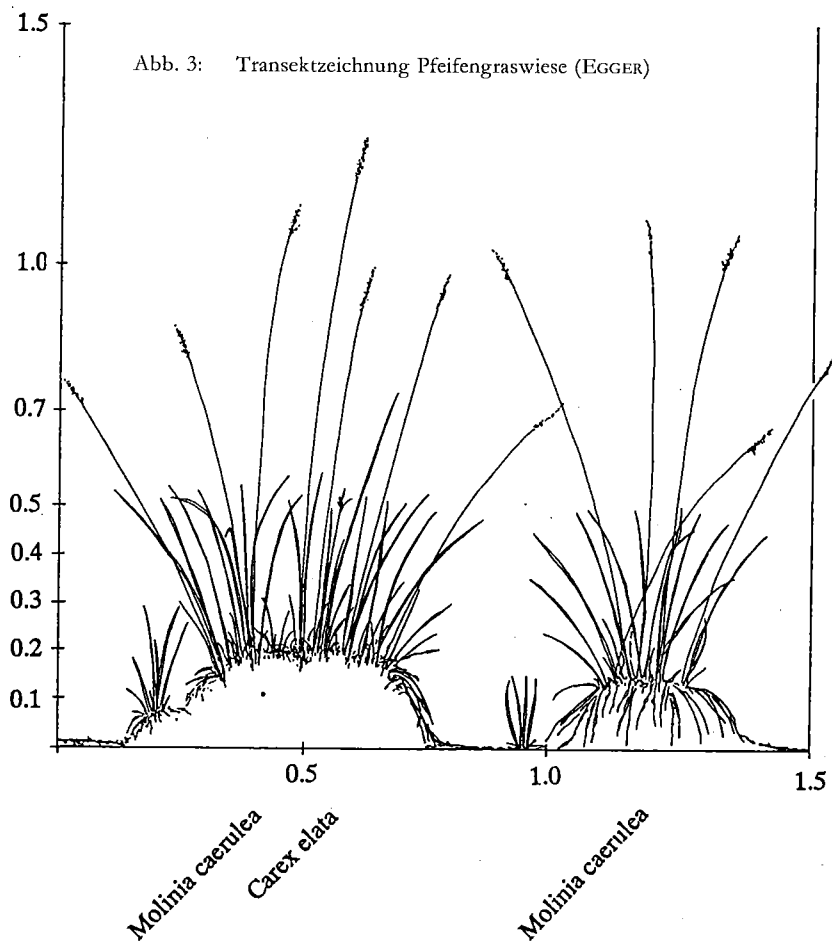 1.5
Abb. 3: Transektzeichnung Pfeifengraswiese (EGGER)
1.0
0.7
0.5
0.4
0.3
0.2
0.1
0.5
1.0
1.5
Molinia caerulea
Carex elata
Molinia caerulea